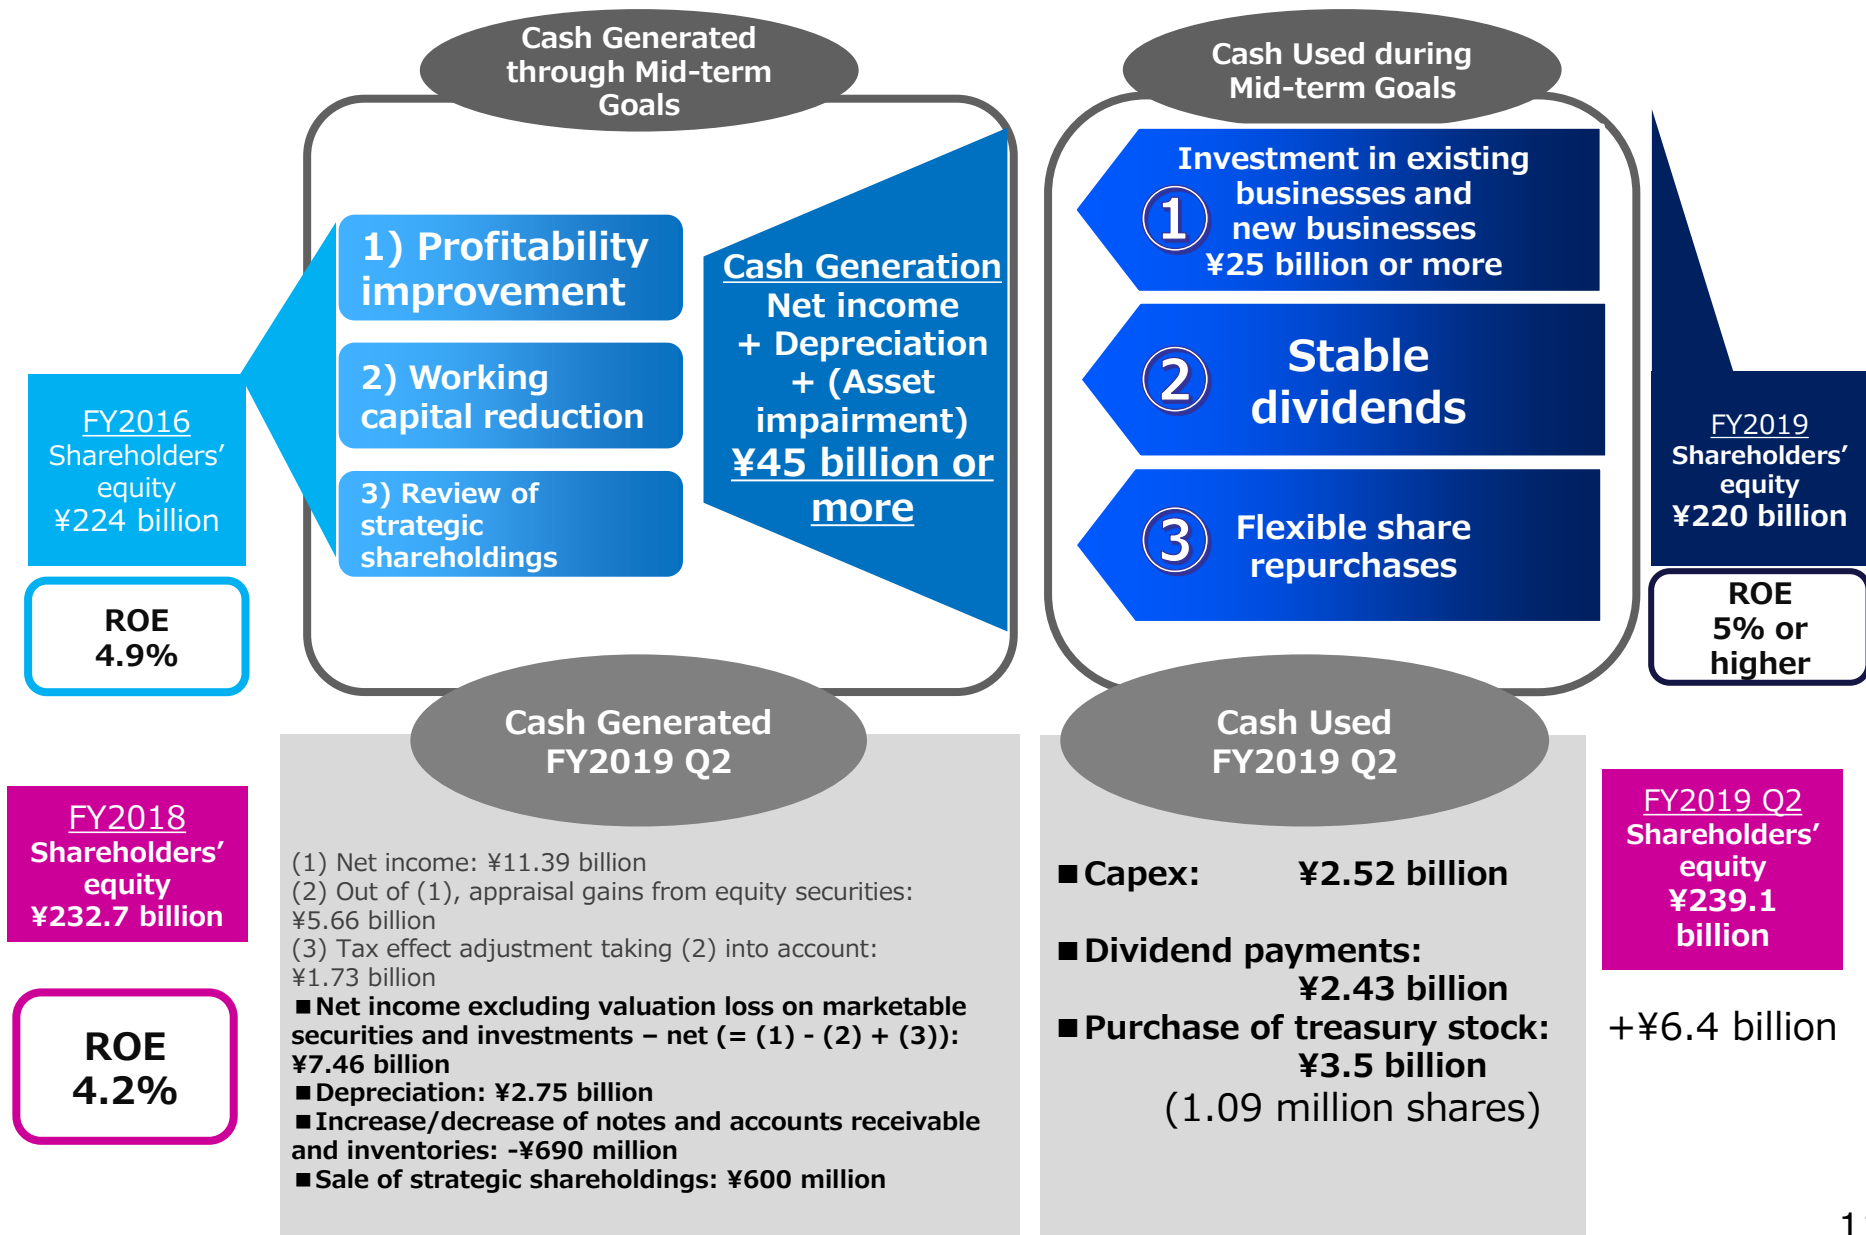 Cash Generated
through Mid-term
Goals
Cash Used during
Mid-term Goals
1) Profitability
improvement
2) Working
capital reduction
3) Review of
strategic
shareholdings
Cash Generation
Net income
+ Depreciation
+ (Asset
impairment)
¥45 billion or
more
① Investment in existing
businesses and
new businesses
¥25 billion or more
② Stable
dividends
③ Flexible share
repurchases
FY2016
Shareholders’
equity
¥224 billion
ROE
4.9%
FY2019
Shareholders’
equity
¥220 billion
ROE
5% or
higher
Cash Generated
FY2019 Q2
Cash Used
FY2019 Q2
FY2018
Shareholders’
equity
¥232.7 billion
ROE
4.2%
(1) Net income: ¥11.39 billion
(2) Out of (1), appraisal gains from equity securities:
¥5.66 billion
(3) Tax effect adjustment taking (2) into account:
¥1.73 billion
■Net income excluding valuation loss on marketable
securities and investments – net (= (1) - (2) + (3)):
¥7.46 billion
■Depreciation: ¥2.75 billion
■Increase/decrease of notes and accounts receivable
and inventories: -¥690 million
■Sale of strategic shareholdings: ¥600 million
■Capex: ¥2.52 billion
■Dividend payments:
¥2.43 billion
■Purchase of treasury stock:
¥3.5 billion
(1.09 million shares)
FY2019 Q2
Shareholders’
equity
¥239.1
billion
+¥6.4 billion